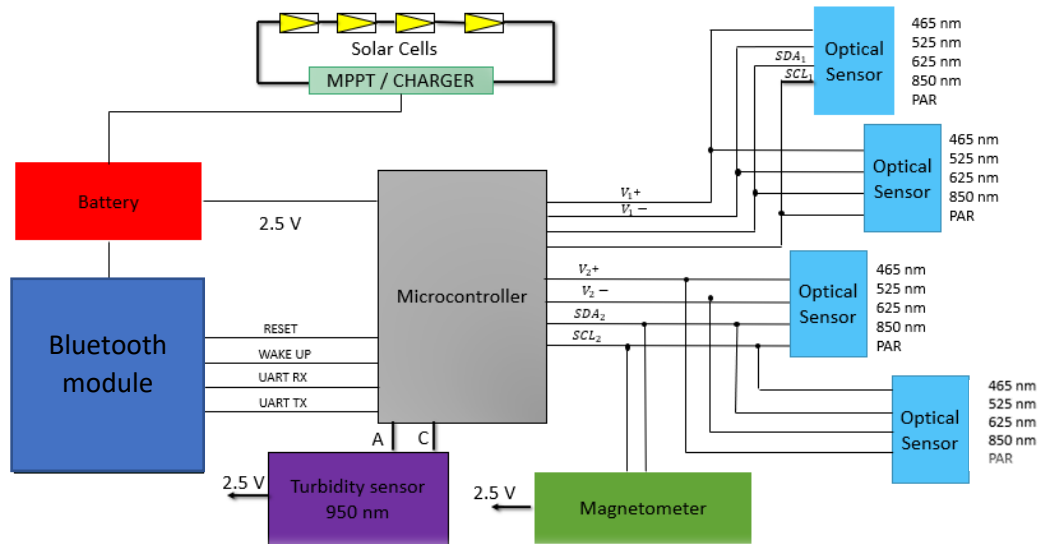 Solar Cells
MPPT / CHARGER
Battery
2.5 V
Bluetooth
module
RESET
WAKE UP
UART RX
UART TX
Microcontroller
A
C
Turbidity sensor
950 nm
2.5 V
Magnetometer
2.5 V
V₁+
V₁−
SDA₁
SCL₁
V₂+
V₂−
SDA₂
SCL₂
Optical
Sensor
465 nm
525 nm
625 nm
850 nm
PAR
Optical
Sensor
465 nm
525 nm
625 nm
850 nm
PAR
Optical
Sensor
465 nm
525 nm
625 nm
850 nm
PAR
Optical
Sensor
465 nm
525 nm
625 nm
850 nm
PAR